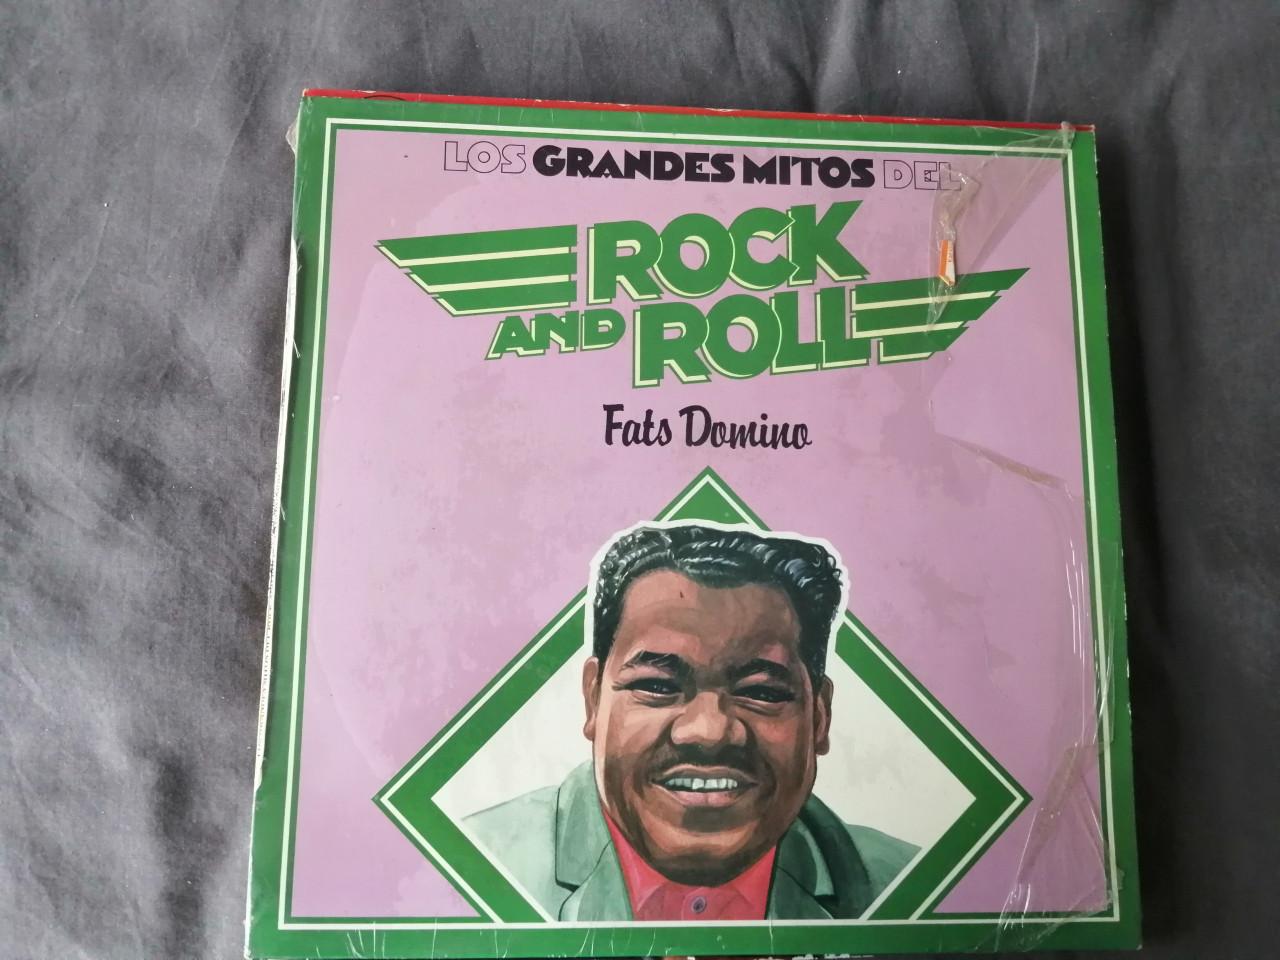 LOS GRANDES MITOS DEL
ROCK
AND ROLL
Fats Domino